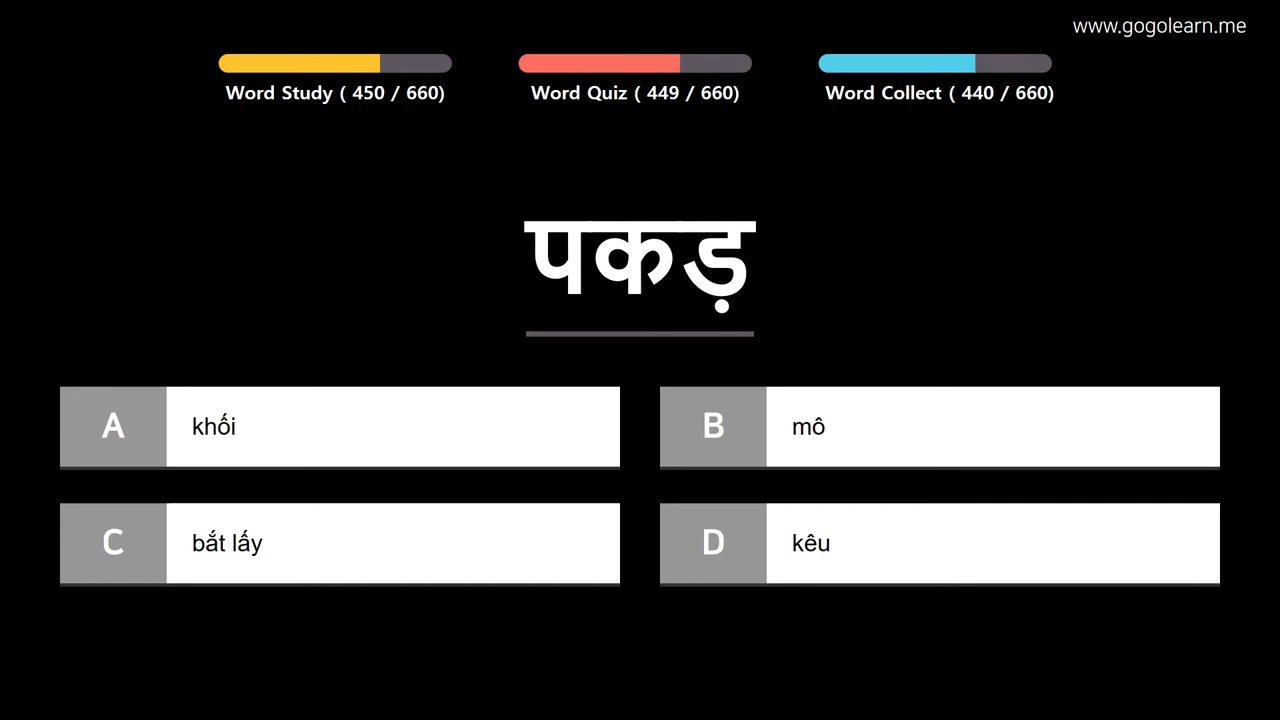 www.gogolearn.me
Word Study ( 450 / 660)
Word Quiz ( 449 / 660)
Word Collect ( 440 / 660)
पकड़
A khối
B mô
C bắt lấy
D kêu